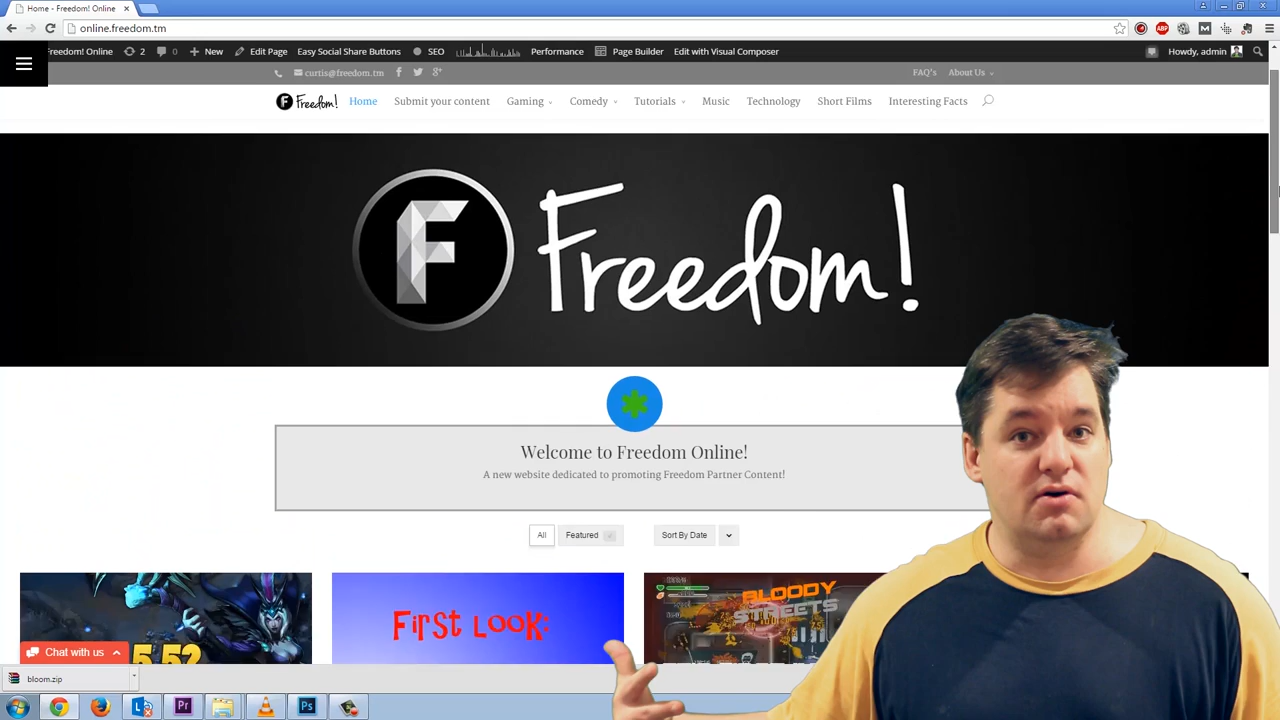 Home - Freedom! Online
online.freedom.tm
Freedom! Online 2 0 New Edit Page Easy Social Share Buttons SEO Performance Page Builder Edit with Visual Composer Howdy, admin
curtis@freedom.tm FAQ's About Us
Freedom! Home Submit your content Gaming Comedy Tutorials Music Technology Short Films Interesting Facts
F Freedom!
Welcome to Freedom Online!
A new website dedicated to promoting Freedom Partner Content!
All Featured Sort By Date
BLOODY
STREETS
First Look:
5.52
Chat with us
bloom.zip